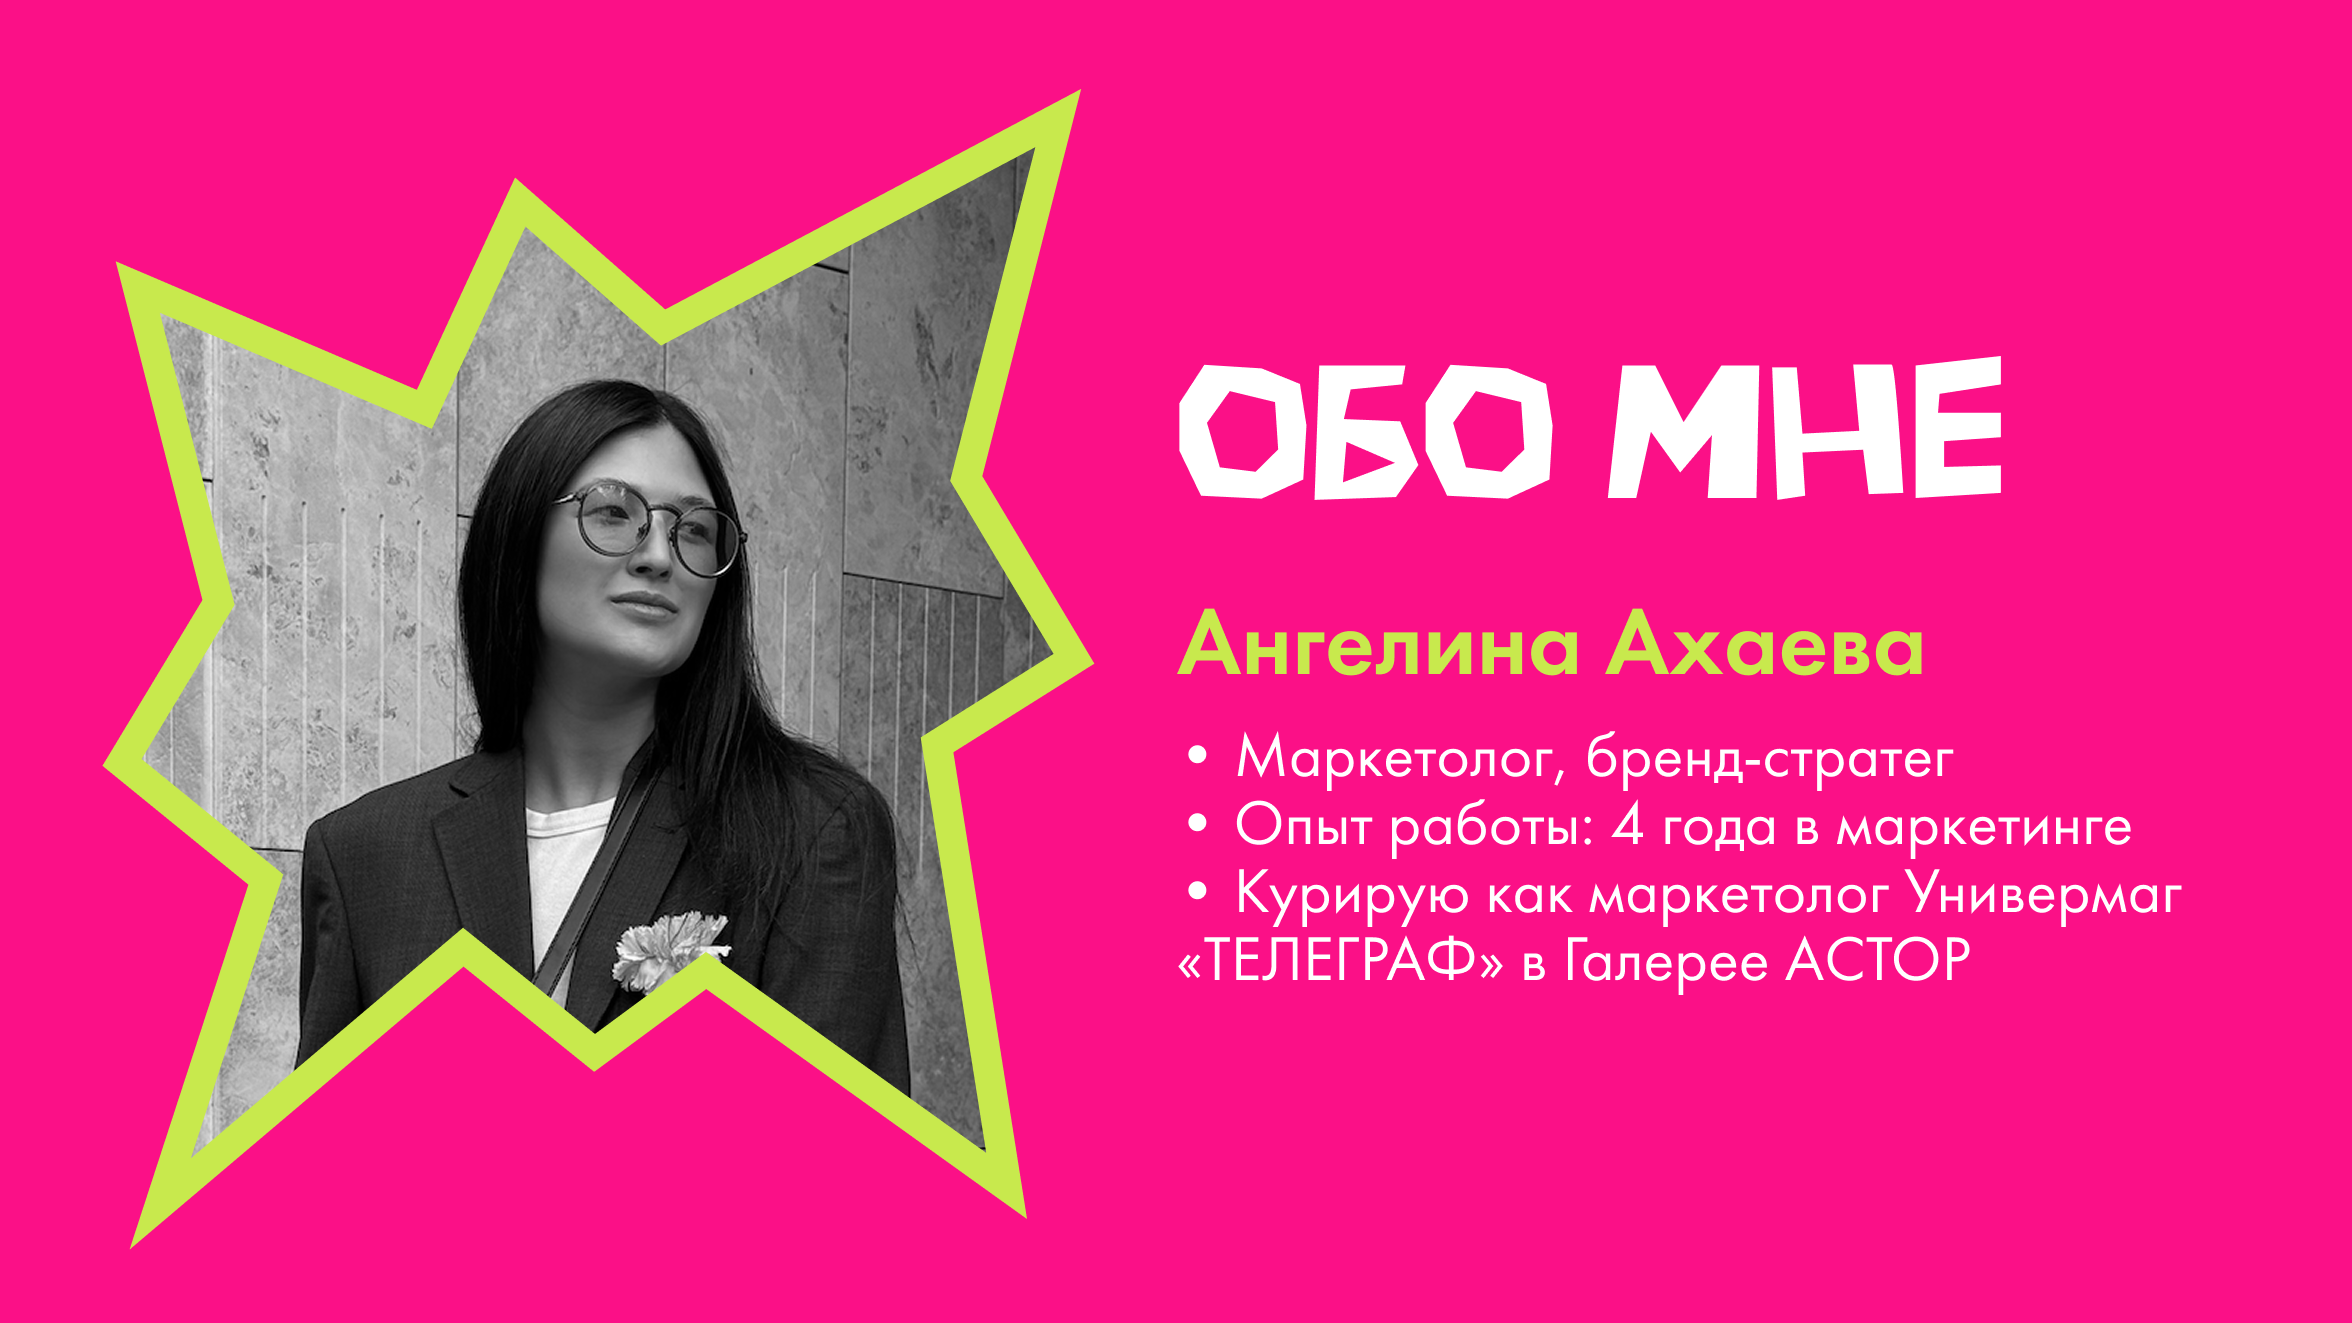 ОБО МНЕ
Ангелина Ахаева
• Маркетолог, бренд-стратег
• Опыт работы: 4 года в маркетинге
• Курирую как маркетолог Универмаг
«ТЕЛЕГРАФ» в Галерее АСТОР